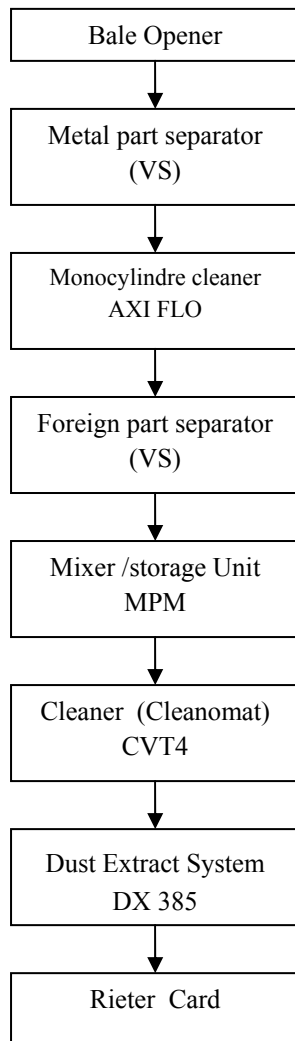 Bale Opener
Metal part separator
(VS)
Monocylindre cleaner
AXI FLO
Foreign part separator
(VS)
Mixer /storage Unit
MPM
Cleaner (Cleanomat)
CVT4
Dust Extract System
DX 385
Rieter Card